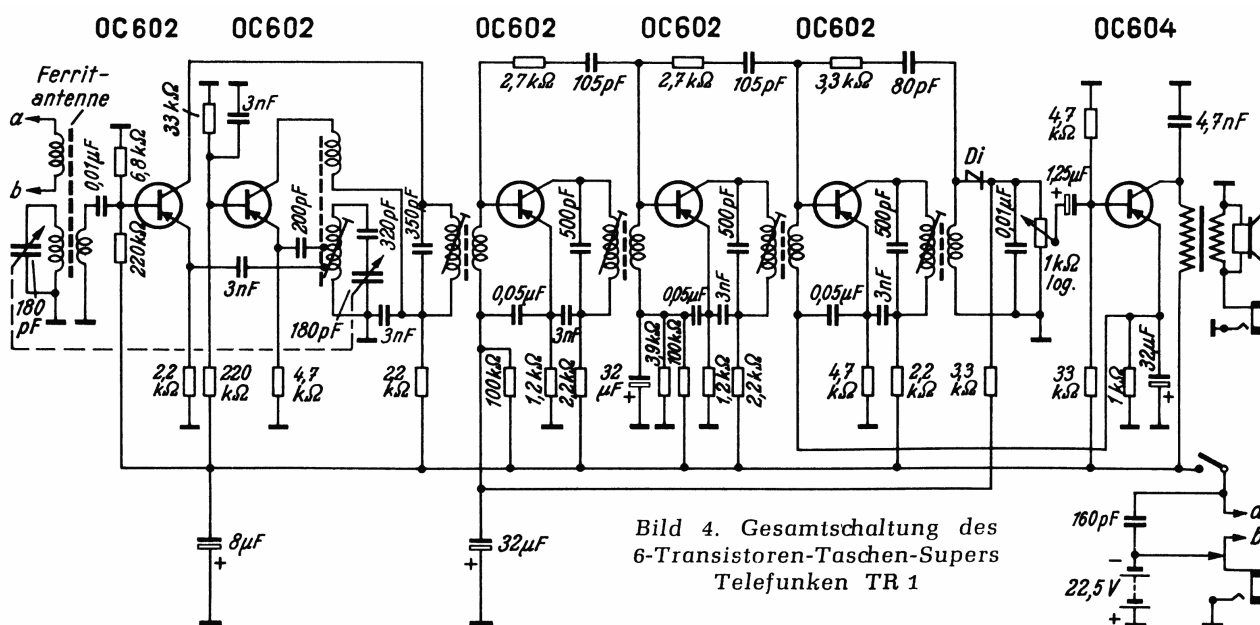 OC602 OC602 OC602 OC602 OC602 OC604
Ferrit-
antenne
a
b
180
pF
0,01µF
6,8kΩ
220kΩ
33kΩ
3nF
3nF
200pF
180pF
320pF
3nF
350pF
2,2
kΩ
220
kΩ
4,7
kΩ
22
kΩ
8µF
+
2,7kΩ
105pF
500pF
0,05µF
3nF
100kΩ
1,2kΩ
2,2kΩ
32µF
+
2,7kΩ
105pF
500pF
0,05µF
3nF
32
µF
+
3,9kΩ
100kΩ
1,2kΩ
2,2kΩ
3,3kΩ
80pF
500pF
0,05µF
3nF
4,7
kΩ
2,2
kΩ
Di
0,1µF
1kΩ
log.
3,3
kΩ
4,7
kΩ
1,25µF
+
33
kΩ
1kΩ
32µF
+
4,7nF
160pF
a
b
-
22,5V
+
Bild 4. Gesamtschaltung des
6-Transistoren-Taschen-Supers
Telefunken TR 1